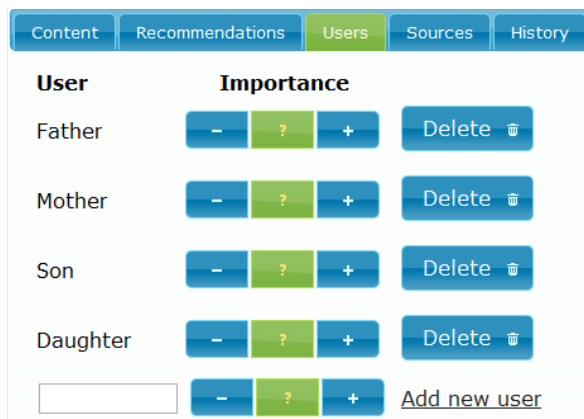 Content Recommendations Users Sources History
User Importance
Father − ? + Delete
Mother − ? + Delete
Son − ? + Delete
Daughter − ? + Delete
− ? + Add new user